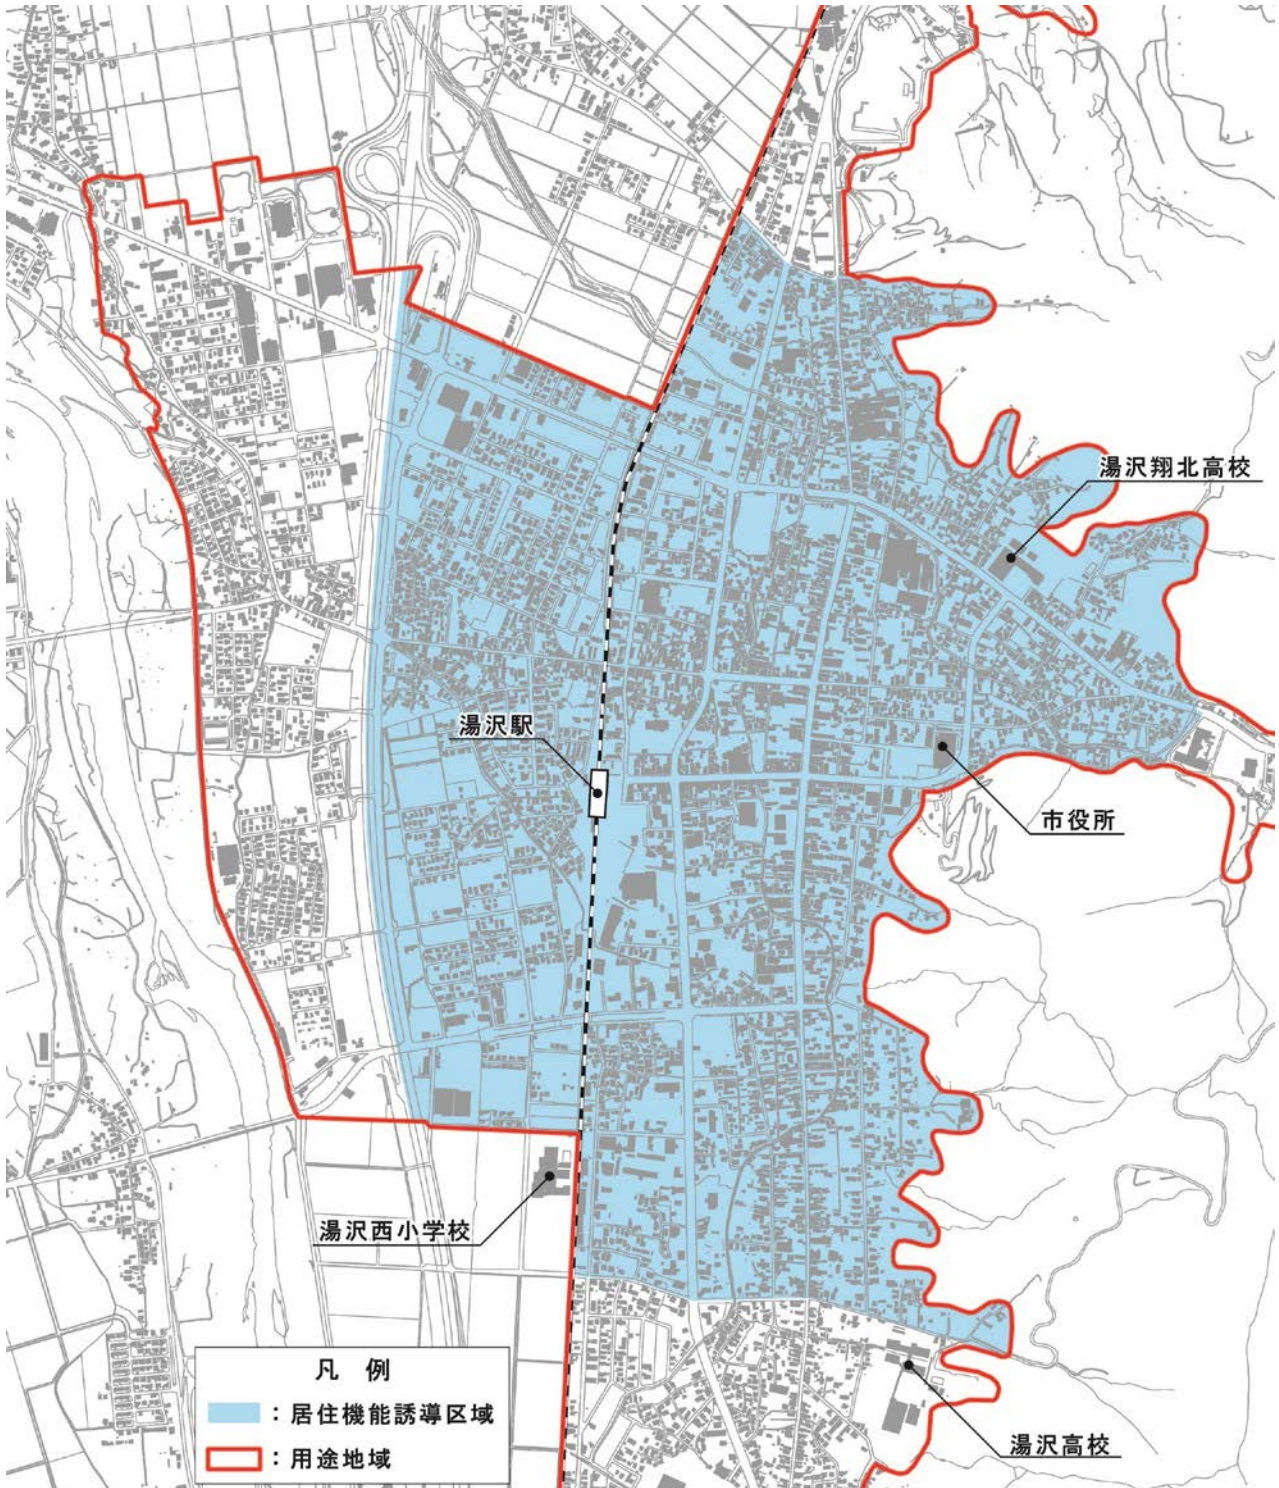 湯沢翔北高校
湯沢駅
市役所
湯沢西小学校
凡 例
：居住機能誘導区域
：用途地域
湯沢高校